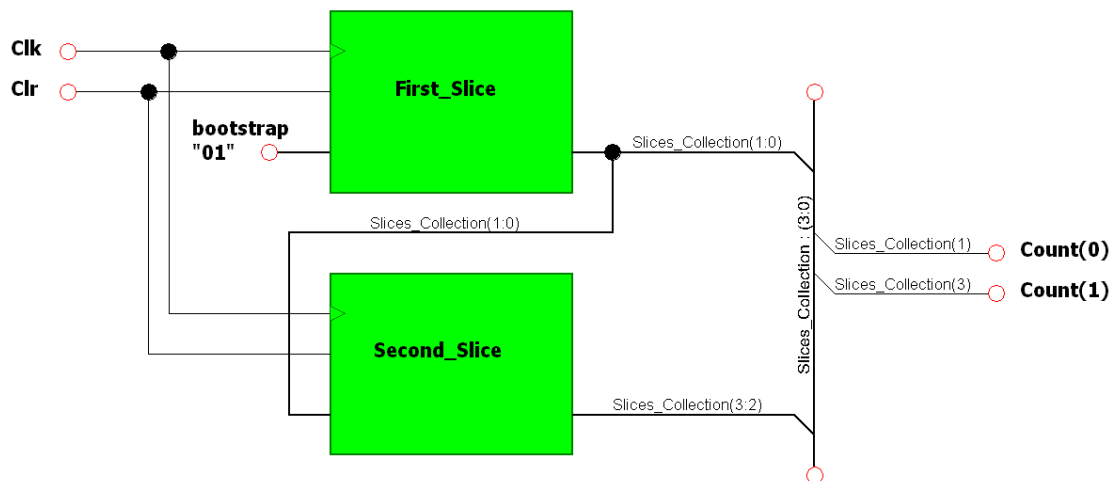 Clk
Clr
First_Slice
bootstrap
"01"
Slices_Collection(1:0)
Slices_Collection(1:0)
Slices_Collection : (3:0)
Slices_Collection(1)
Count(0)
Slices_Collection(3)
Count(1)
Second_Slice
Slices_Collection(3:2)